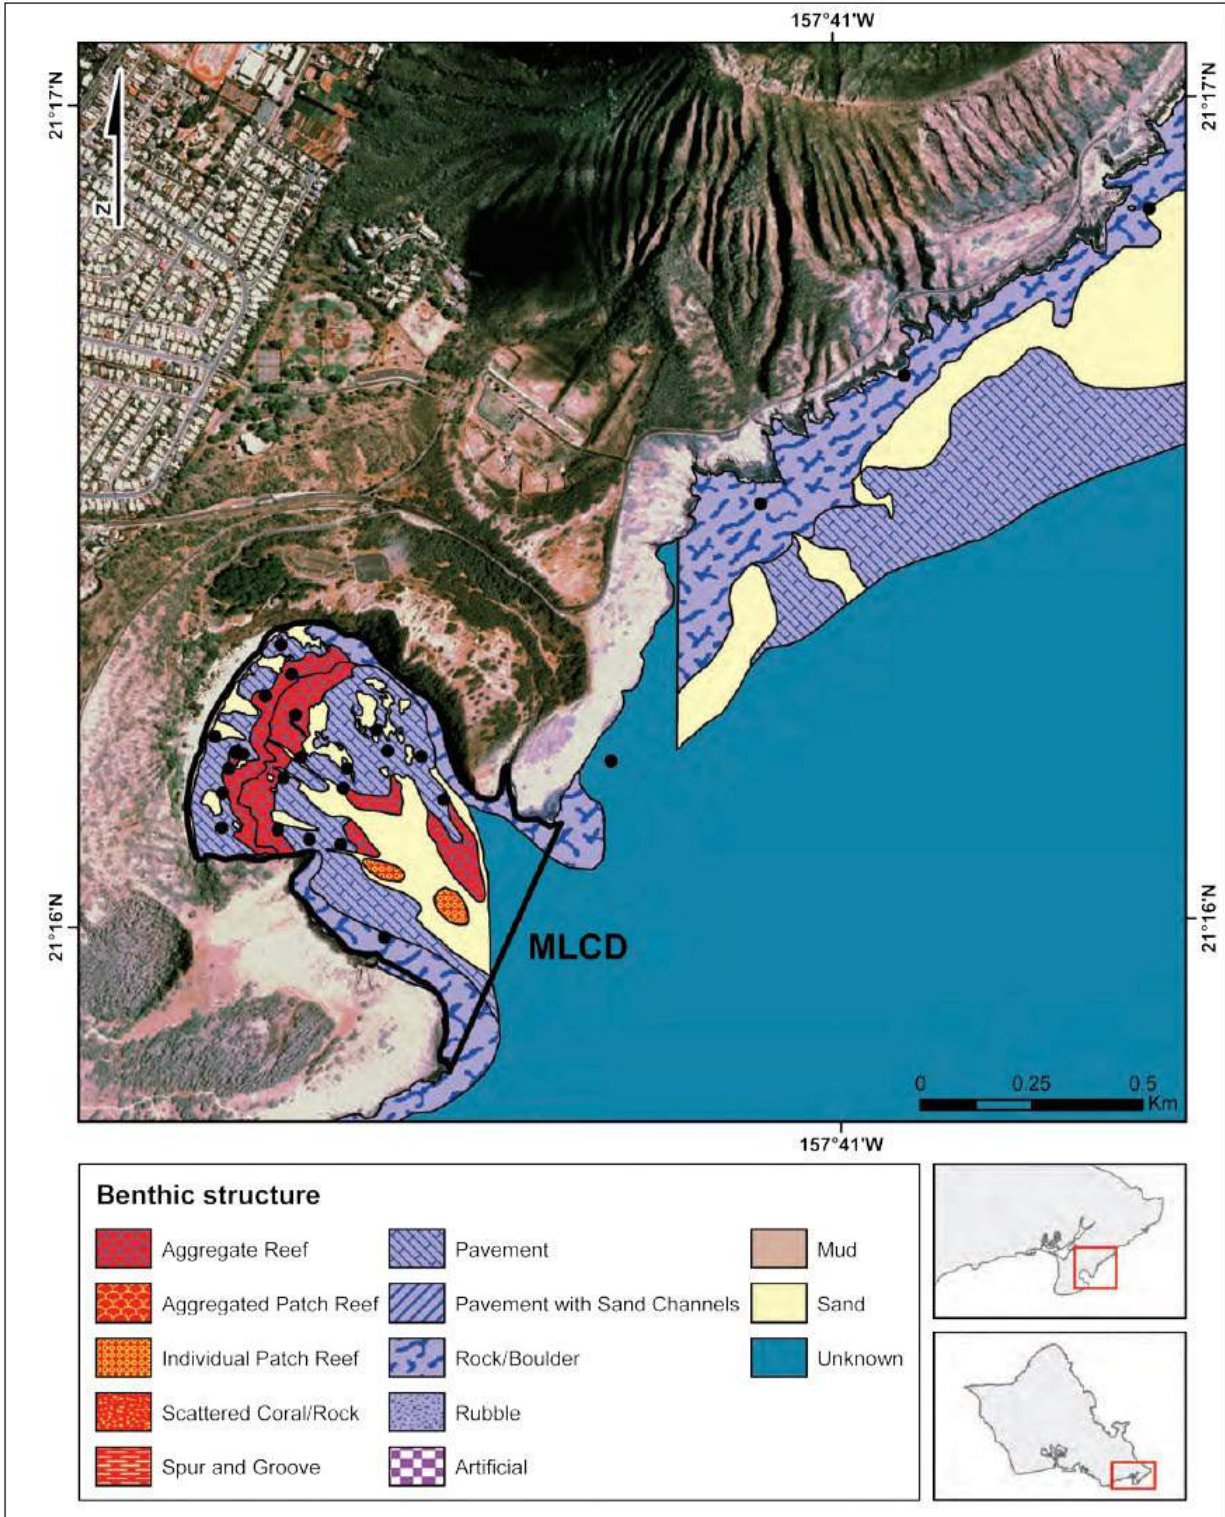 157°41'W
21°17'N
21°17'N
N
MLCD
21°16'N
21°16'N
0 0.25 0.5
Km
157°41'W
Benthic structure
Aggregate Reef
Aggregated Patch Reef
Individual Patch Reef
Scattered Coral/Rock
Spur and Groove
Pavement
Pavement with Sand Channels
Rock/Boulder
Rubble
Artificial
Mud
Sand
Unknown